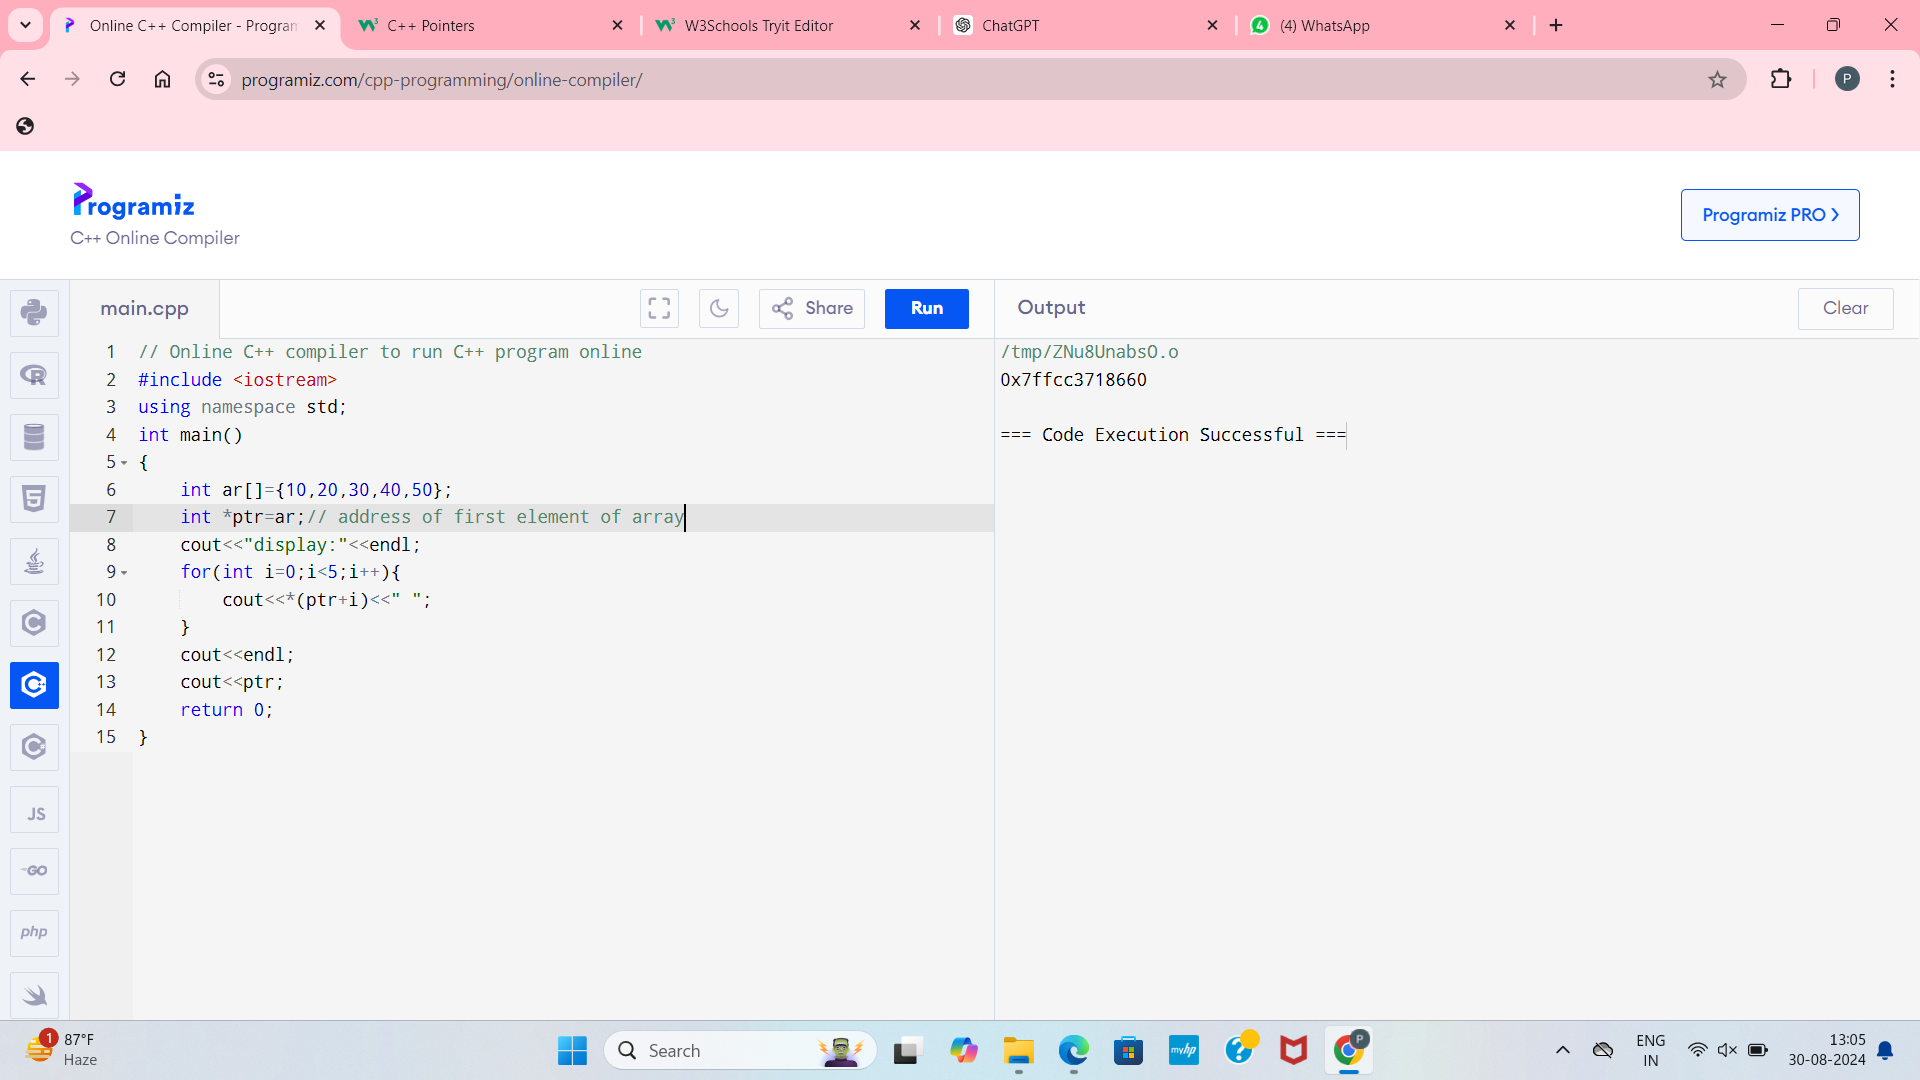 Online C++ Compiler - Program
C++ Pointers
W3Schools Tryit Editor
ChatGPT
4
(4) WhatsApp
programiz.com/cpp-programming/online-compiler/
P
Programiz
C++ Online Compiler
Programiz PRO
main.cpp
Share
Run
Output
Clear
1 // Online C++ compiler to run C++ program online
2 #include <iostream>
3 using namespace std;
4 int main()
5 {
6 int ar[]={10,20,30,40,50};
7 int *ptr=ar;// address of first element of array
8 cout<<"display:"<<endl;
9 for(int i=0;i<5;i++){
10 cout<<*(ptr+i)<<" ";
11 }
12 cout<<endl;
13 cout<<ptr;
14 return 0;
15 }
/tmp/ZNu8UnabsO.o
0x7ffcc3718660
=== Code Execution Successful ===
R
5
C
C
C
JS
GO
php
1
87°F
Haze
Search
myhp
P
ENG
IN
13:05
30-08-2024